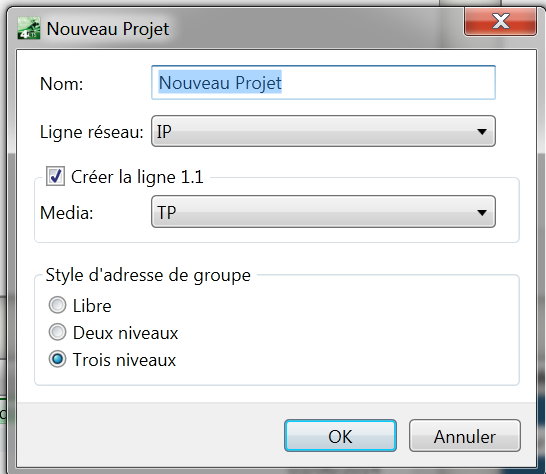 Nouveau Projet
Nom: Nouveau Projet
Ligne réseau: IP
Créer la ligne 1.1
Media: TP
Style d'adresse de groupe
Libre
Deux niveaux
Trois niveaux
OK Annuler